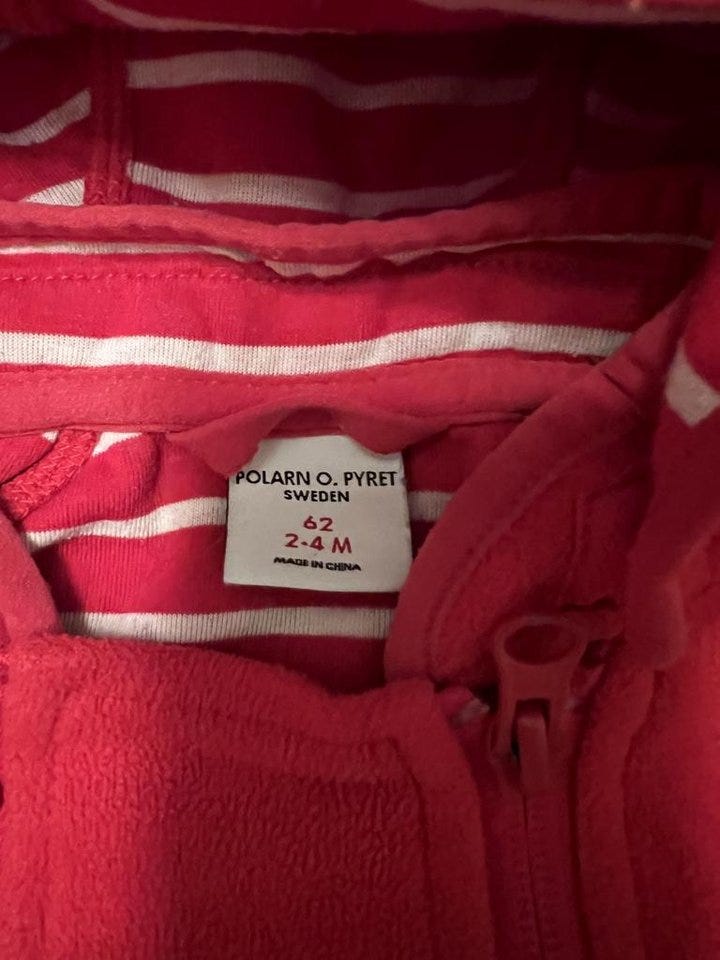 POLARN O. PYRET
SWEDEN
62
2-4 M
MADE IN CHINA